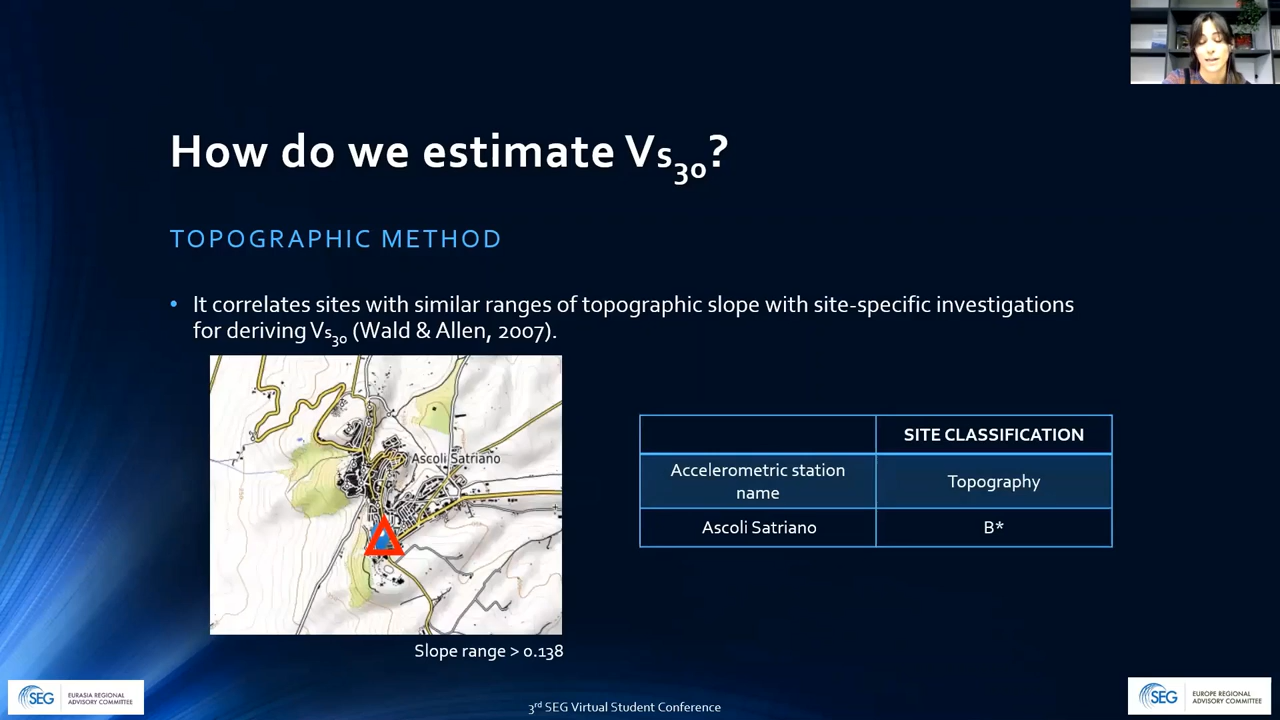 How do we estimate Vs30?
TOPOGRAPHIC METHOD
• It correlates sites with similar ranges of topographic slope with site-specific investigations
for deriving Vs30 (Wald & Allen, 2007).
Ascoli Satriano
Slope range > 0.138
SITE CLASSIFICATION
Accelerometric station
name
Topography
Ascoli Satriano
B*
SEG
EURASIA REGIONAL
ADVISORY COMMITTEE
3rd SEG Virtual Student Conference
SEG
EUROPE REGIONAL
ADVISORY COMMITTEE